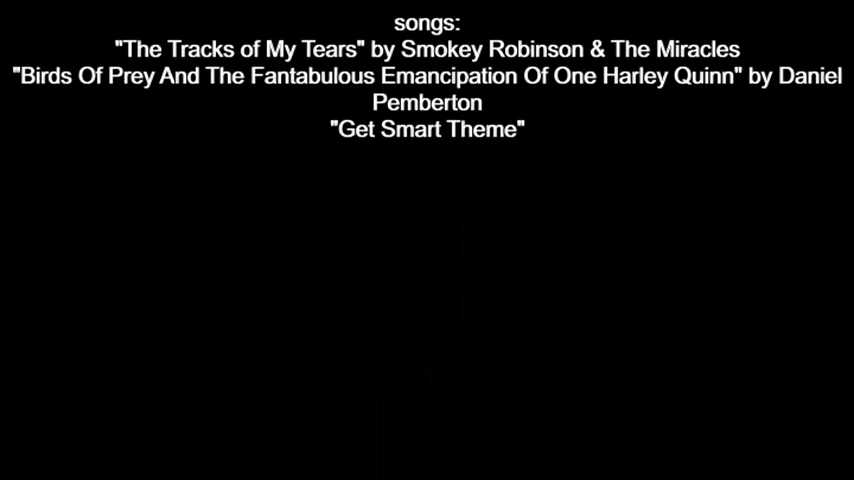 songs:
"The Tracks of My Tears" by Smokey Robinson & The Miracles
"Birds Of Prey And The Fantabulous Emancipation Of One Harley Quinn" by Daniel
Pemberton
"Get Smart Theme"